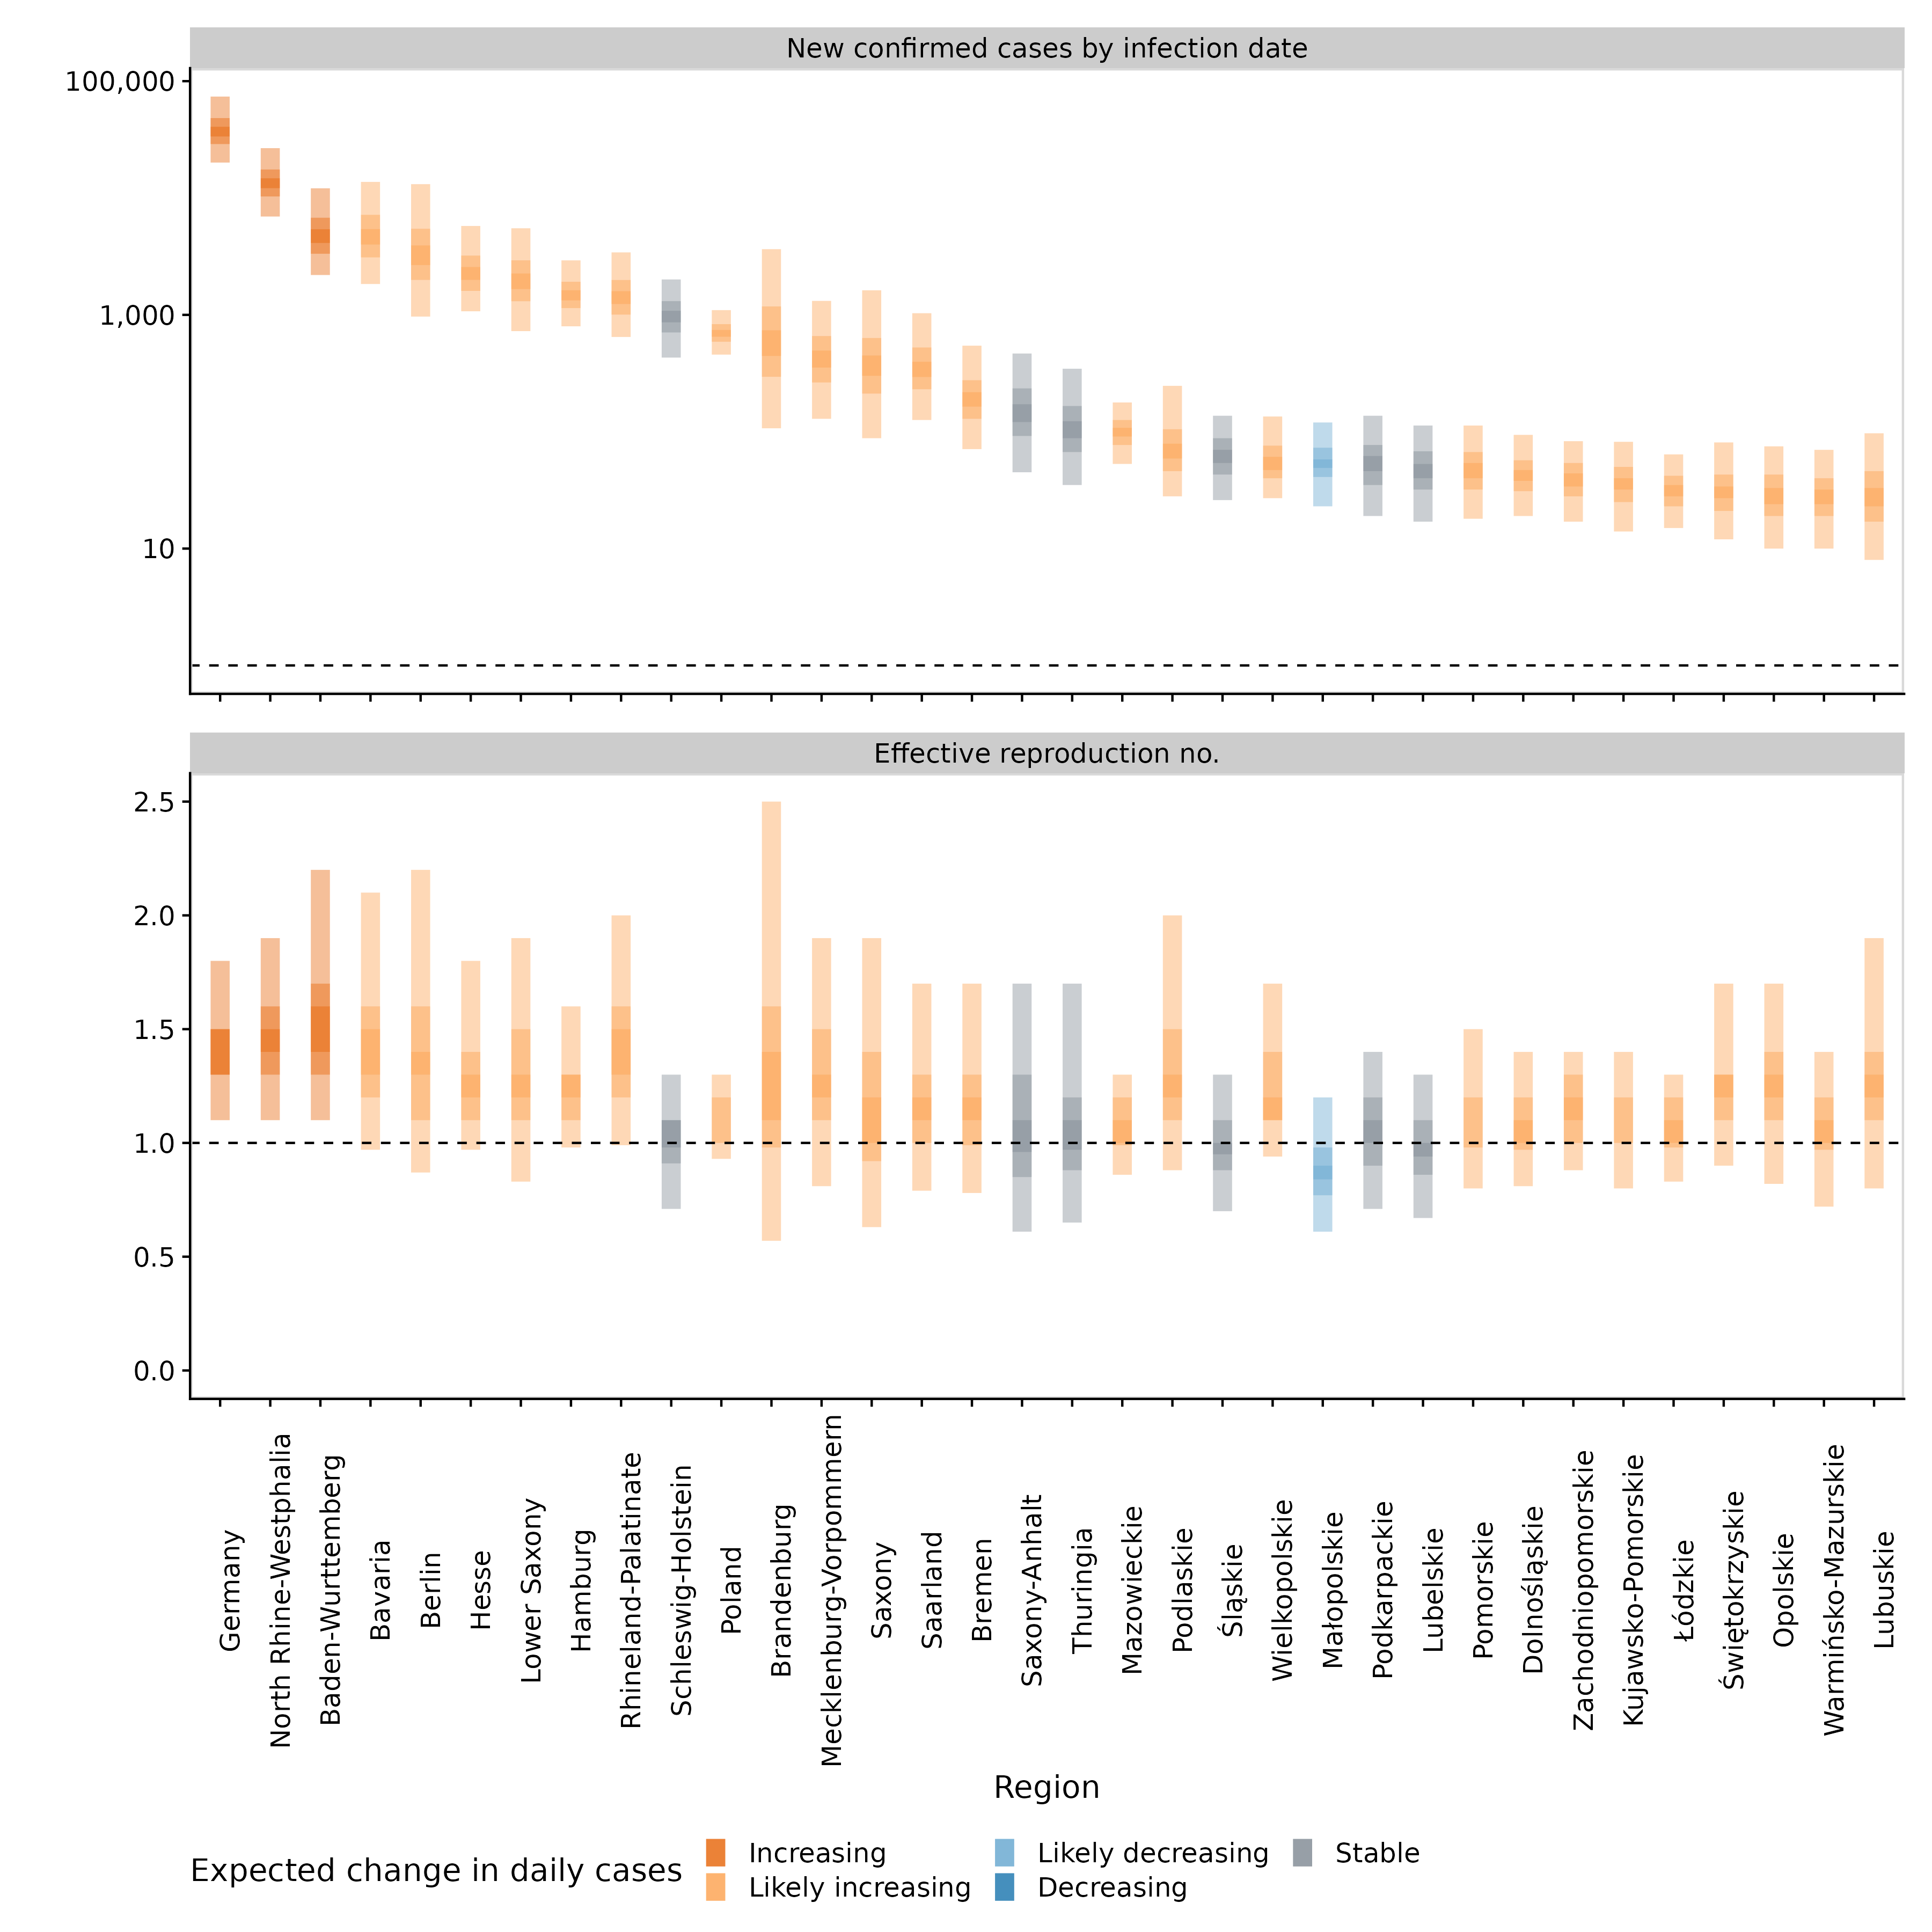 New confirmed cases by infection date
100,000
1,000
10
Effective reproduction no.
2.5
2.0
1.5
1.0
0.5
0.0
Germany
North Rhine-Westphalia
Baden-Wurttemberg
Bavaria
Berlin
Hesse
Lower Saxony
Hamburg
Rhineland-Palatinate
Schleswig-Holstein
Poland
Brandenburg
Mecklenburg-Vorpommern
Saxony
Saarland
Bremen
Saxony-Anhalt
Thuringia
Mazowieckie
Podlaskie
Śląskie
Wielkopolskie
Małopolskie
Podkarpackie
Lubelskie
Pomorskie
Dolnośląskie
Zachodniopomorskie
Kujawsko-Pomorskie
Łódzkie
Świętokrzyskie
Opolskie
Warmińsko-Mazurskie
Lubuskie
Region
Expected change in daily cases
Increasing
Likely increasing
Likely decreasing
Decreasing
Stable